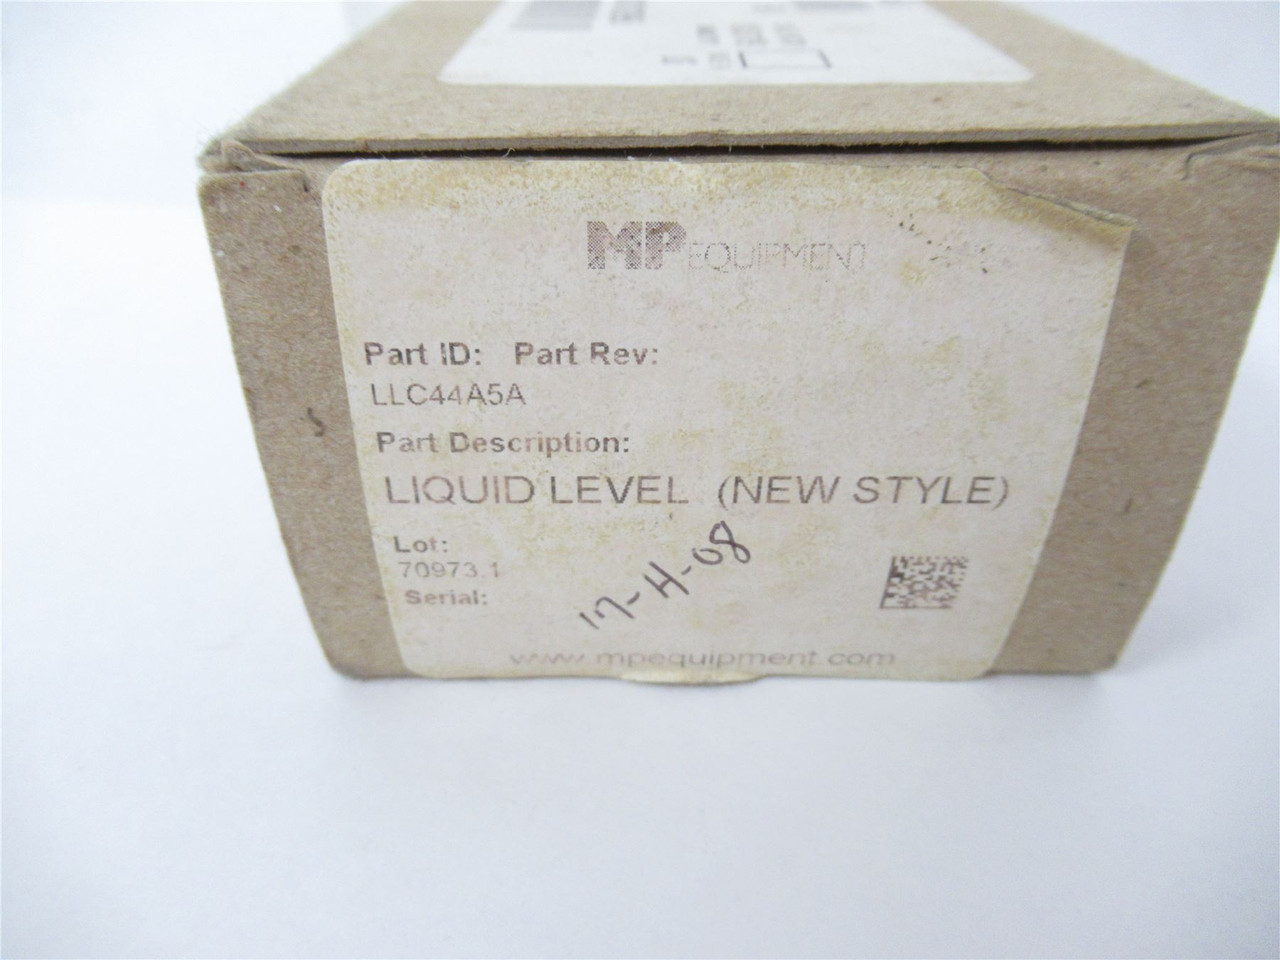 MP EQUIPMENT
Part ID: Part Rev:
LLC44A5A
Part Description:
LIQUID LEVEL (NEW STYLE)
Lot:
70973.1
Serial:
17-H-08
www.mpequipment.com